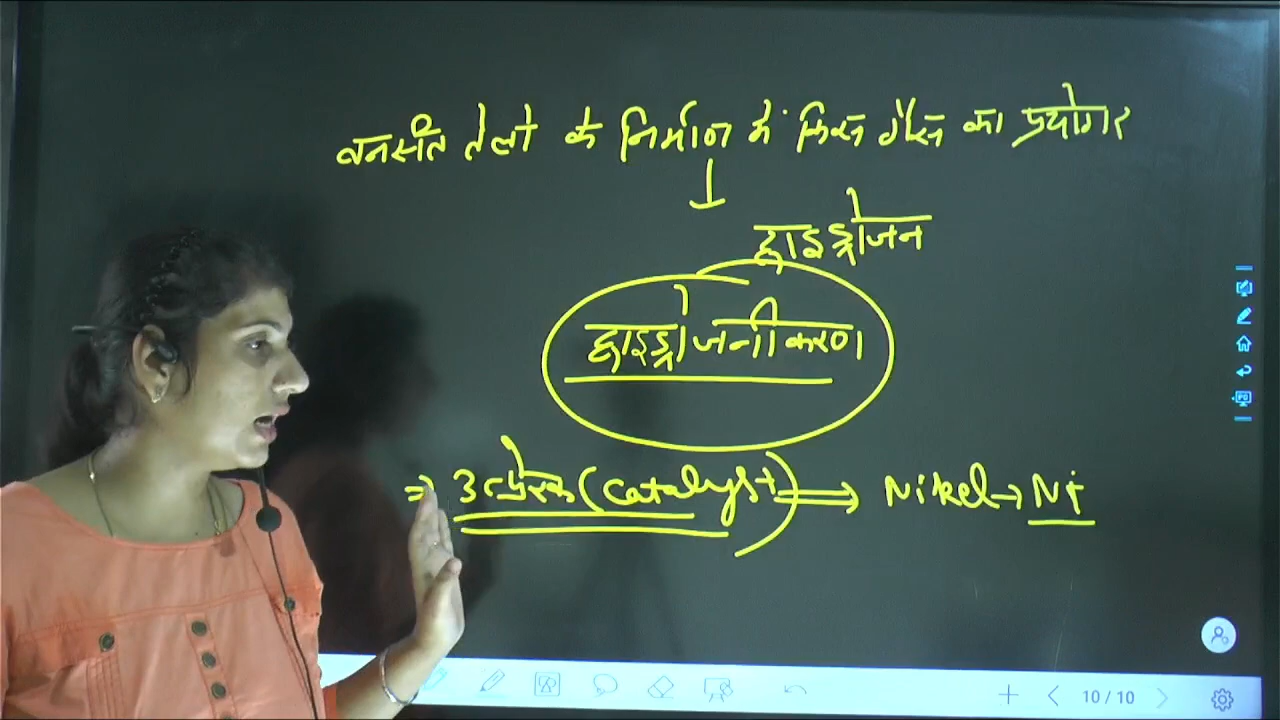 वनस्पति तेलो के निर्माण में किस गैस का प्रयोग
हाइड्रोजन
हाइड्रोजनीकरण
⇒ उत्प्रेरक (Catalyst) ⇒ Nikel → Ni
10/10